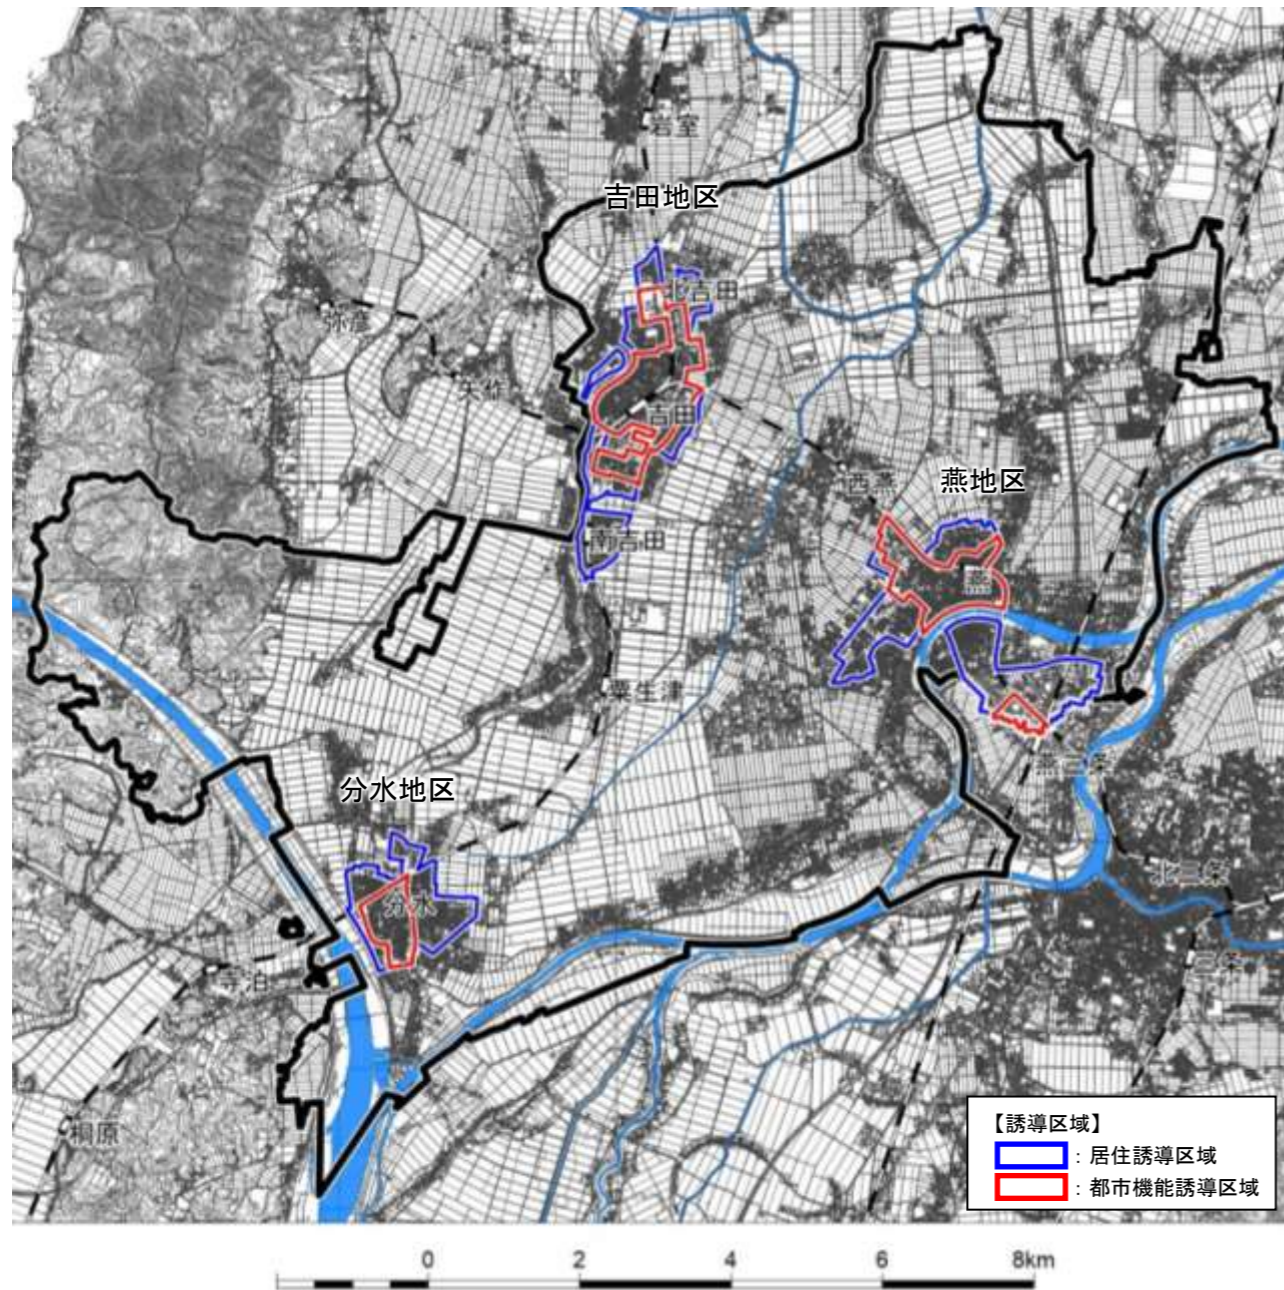 岩室
吉田地区
北吉田
弥彦
矢作
吉田
西燕
燕地区
南吉田
燕
粟生津
燕三条
分水地区
分水
北三条
三条
寺泊
桐原
【誘導区域】
：居住誘導区域
：都市機能誘導区域
0 2 4 6 8km